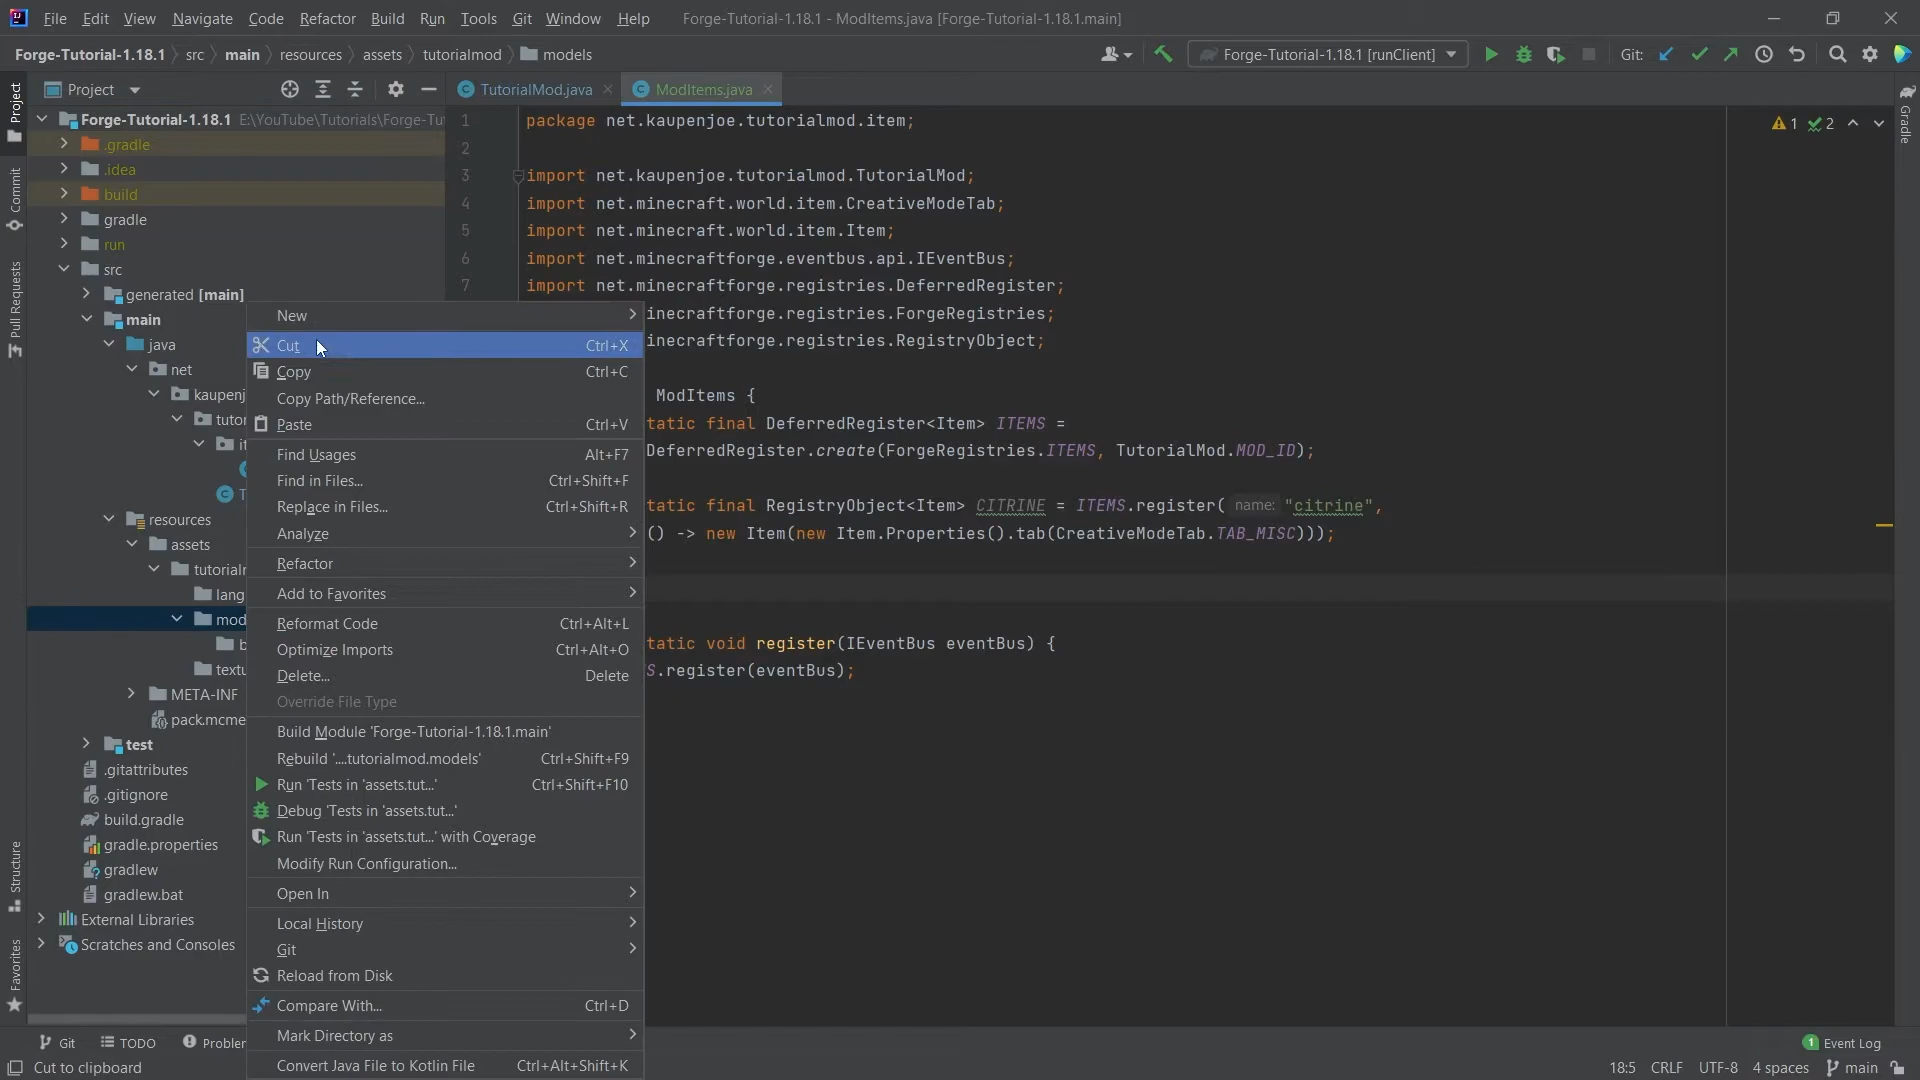 File Edit View Navigate Code Refactor Build Run Tools Git Window Help Forge-Tutorial-1.18.1 - ModItems.java [Forge-Tutorial-1.18.1.main]
Forge-Tutorial-1.18.1 src main resources assets tutorialmod models Forge-Tutorial-1.18.1 [runClient] Git:
Project TutorialMod.java ModItems.java
Project
Commit
Pull Requests
Structure
Favorites
Gradle
Forge-Tutorial-1.18.1 E:\YouTube\Tutorials\Forge-Tu
.gradle
.idea
build
gradle
run
src
generated [main]
main
java
net
kaupenj
tutor
it
T
resources
assets
tutorialr
lang
mod
b
textu
META-INF
pack.mcme
test
.gitattributes
.gitignore
build.gradle
gradle.properties
gradlew
gradlew.bat
External Libraries
Scratches and Consoles
New
Cut Ctrl+X
Copy Ctrl+C
Copy Path/Reference...
Paste Ctrl+V
Find Usages Alt+F7
Find in Files... Ctrl+Shift+F
Replace in Files... Ctrl+Shift+R
Analyze
Refactor
Add to Favorites
Reformat Code Ctrl+Alt+L
Optimize Imports Ctrl+Alt+O
Delete... Delete
Override File Type
Build Module 'Forge-Tutorial-1.18.1.main'
Rebuild '....tutorialmod.models' Ctrl+Shift+F9
Run 'Tests in 'assets.tut...' Ctrl+Shift+F10
Debug 'Tests in 'assets.tut...'
Run 'Tests in 'assets.tut...' with Coverage
Modify Run Configuration...
Open In
Local History
Git
Reload from Disk
Compare With... Ctrl+D
Mark Directory as
Convert Java File to Kotlin File Ctrl+Alt+Shift+K
1 package net.kaupenjoe.tutorialmod.item; 1 2
2
3 import net.kaupenjoe.tutorialmod.TutorialMod;
4 import net.minecraft.world.item.CreativeModeTab;
5 import net.minecraft.world.item.Item;
6 import net.minecraftforge.eventbus.api.IEventBus;
7 import net.minecraftforge.registries.DeferredRegister;
inecraftforge.registries.ForgeRegistries;
inecraftforge.registries.RegistryObject;
ModItems {
tatic final DeferredRegister<Item> ITEMS =
DeferredRegister.create(ForgeRegistries.ITEMS, TutorialMod.MOD_ID);
tatic final RegistryObject<Item> CITRINE = ITEMS.register( name: "citrine",
() -> new Item(new Item.Properties().tab(CreativeModeTab.TAB_MISC)));
tatic void register(IEventBus eventBus) {
S.register(eventBus);
Git TODO Probler 1 Event Log
Cut to clipboard 18:5 CRLF UTF-8 4 spaces main